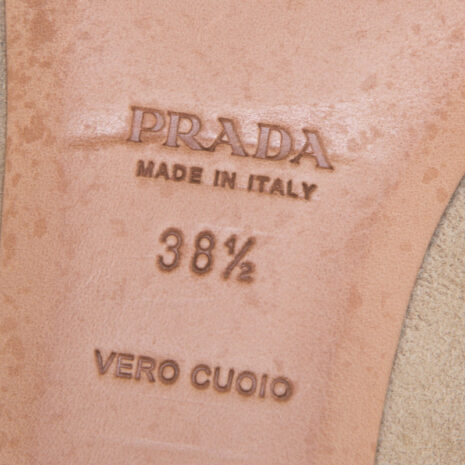 PRADA
MADE IN ITALY
38½
VERO CUOIO